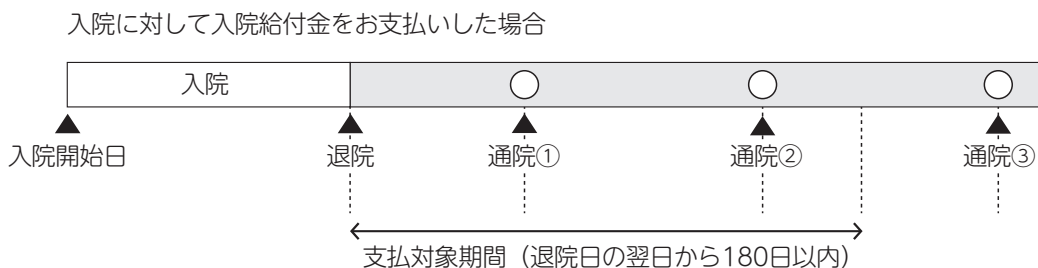 入院に対して入院給付金をお支払いした場合
入院
入院開始日 退院 通院① 通院② 通院③
支払対象期間（退院日の翌日から180日以内）